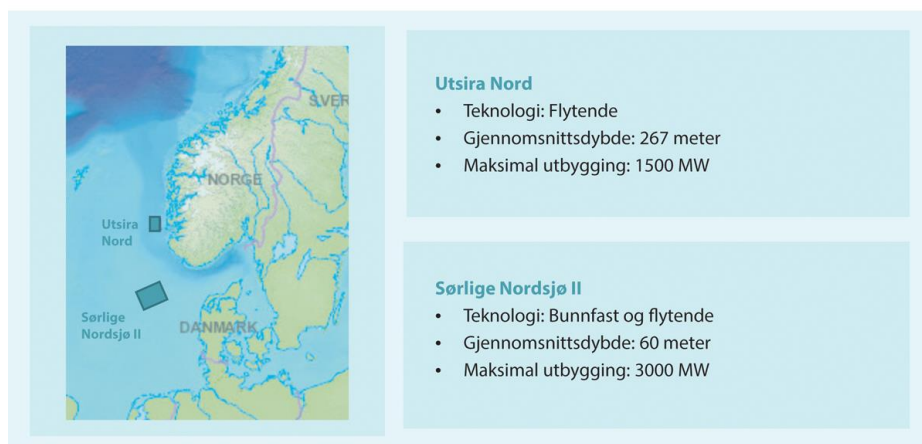 SVER
NORGE
Utsira
Nord
Sørlige
Nordsjø II
DANMARK
Utsira Nord
• Teknologi: Flytende
• Gjennomsnittsdybde: 267 meter
• Maksimal utbygging: 1500 MW
Sørlige Nordsjø II
• Teknologi: Bunnfast og flytende
• Gjennomsnittsdybde: 60 meter
• Maksimal utbygging: 3000 MW